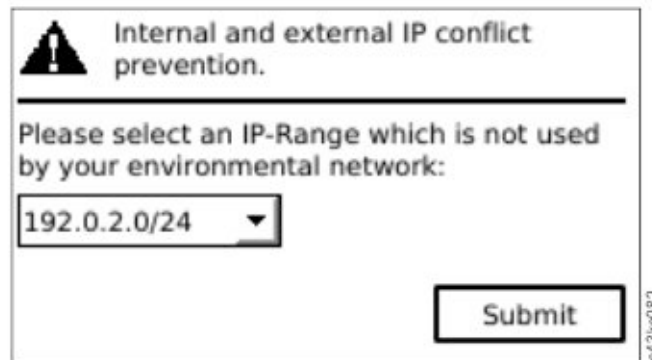 Internal and external IP conflict
prevention.
Please select an IP-Range which is not used
by your environmental network:
192.0.2.0/24
Submit